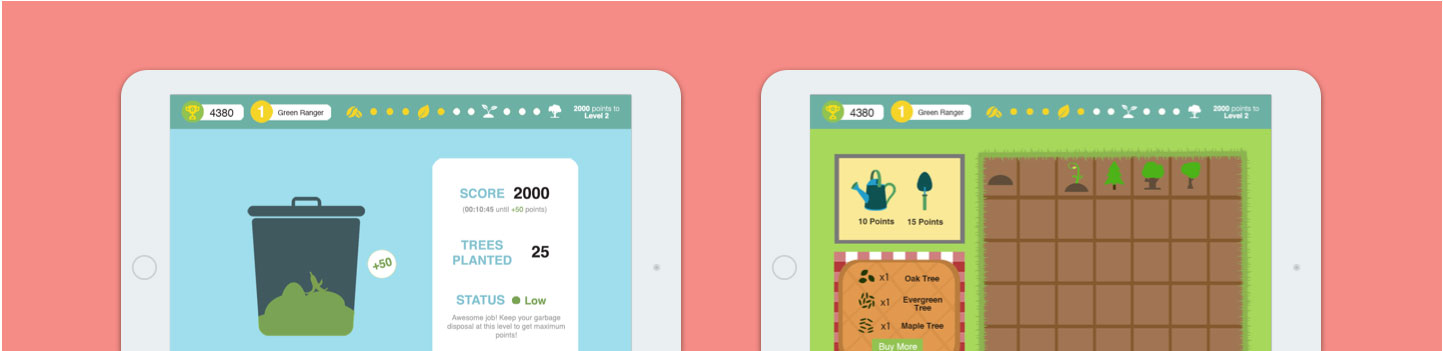 4380
1
Green Ranger
2000 points to
Level 2
SCORE 2000
(00:10:45 until +50 points)
+50
TREES
PLANTED
25
STATUS Low
Awesome job! Keep your garbage
disposal at this level to get maximum
points!
4380
1
Green Ranger
2000 points to
Level 2
10 Points
15 Points
x1 Oak Tree
x1 Evergreen
Tree
x1 Maple Tree
Buy More